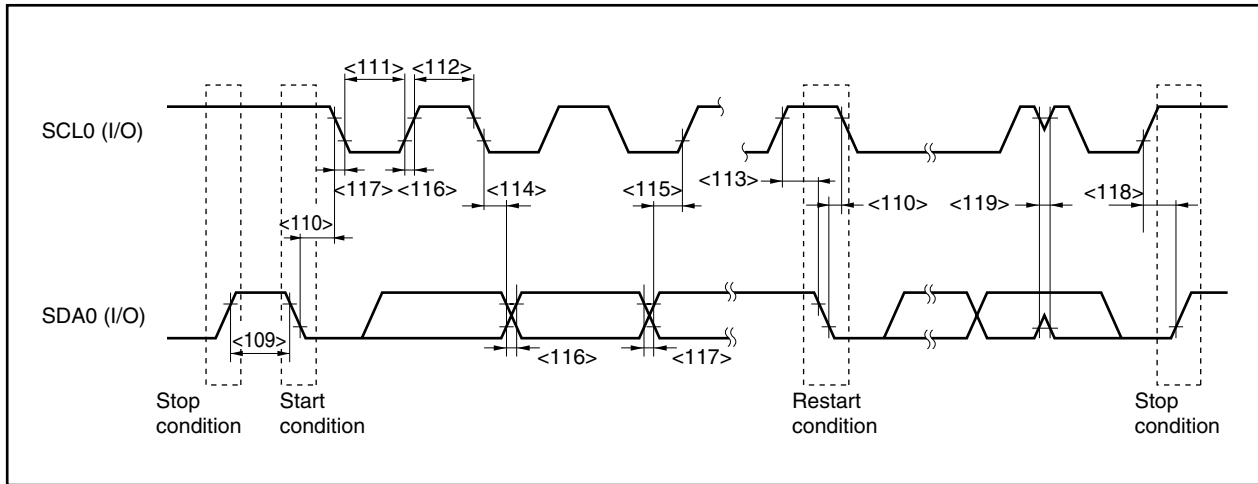 <111> <112>
SCL0 (I/O)
<117> <116> <114> <115> <113> <110> <119> <118>
<110>
SDA0 (I/O)
<109> <116> <117>
Stop
condition
Start
condition
Restart
condition
Stop
condition